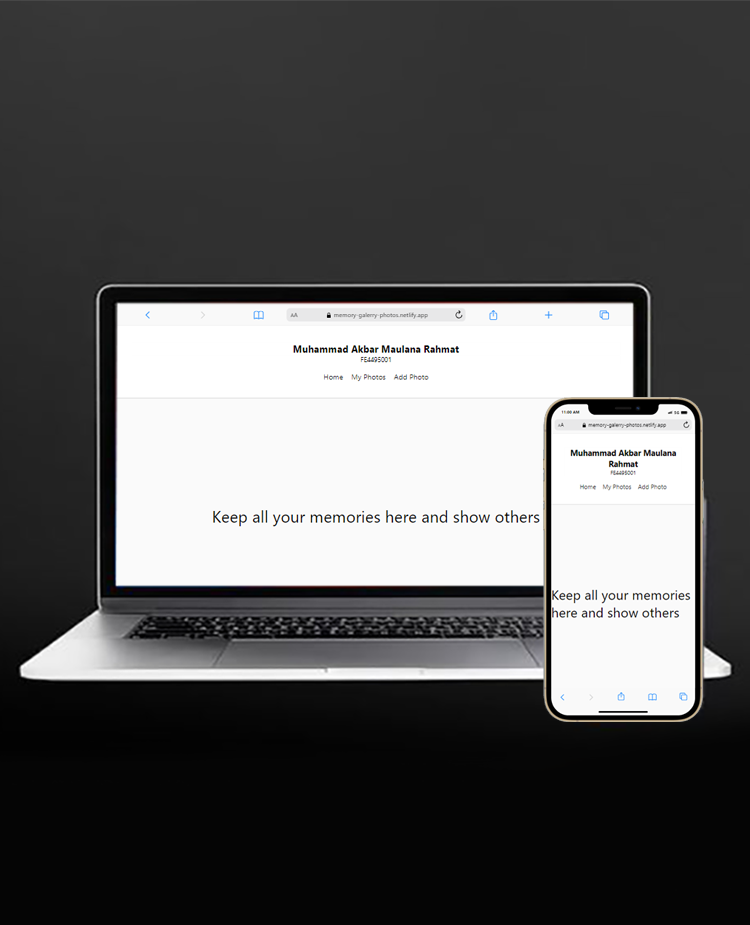 AA memory-galerry-photos.netlify.app
Muhammad Akbar Maulana Rahmat
FE4495001
Home My Photos Add Photo
Keep all your memories here and show others
11:09 AM 5G
AA memory-galerry-photos.netlify.app
Muhammad Akbar Maulana
Rahmat
FE4495001
Home My Photos Add Photo
Keep all your memories
here and show others